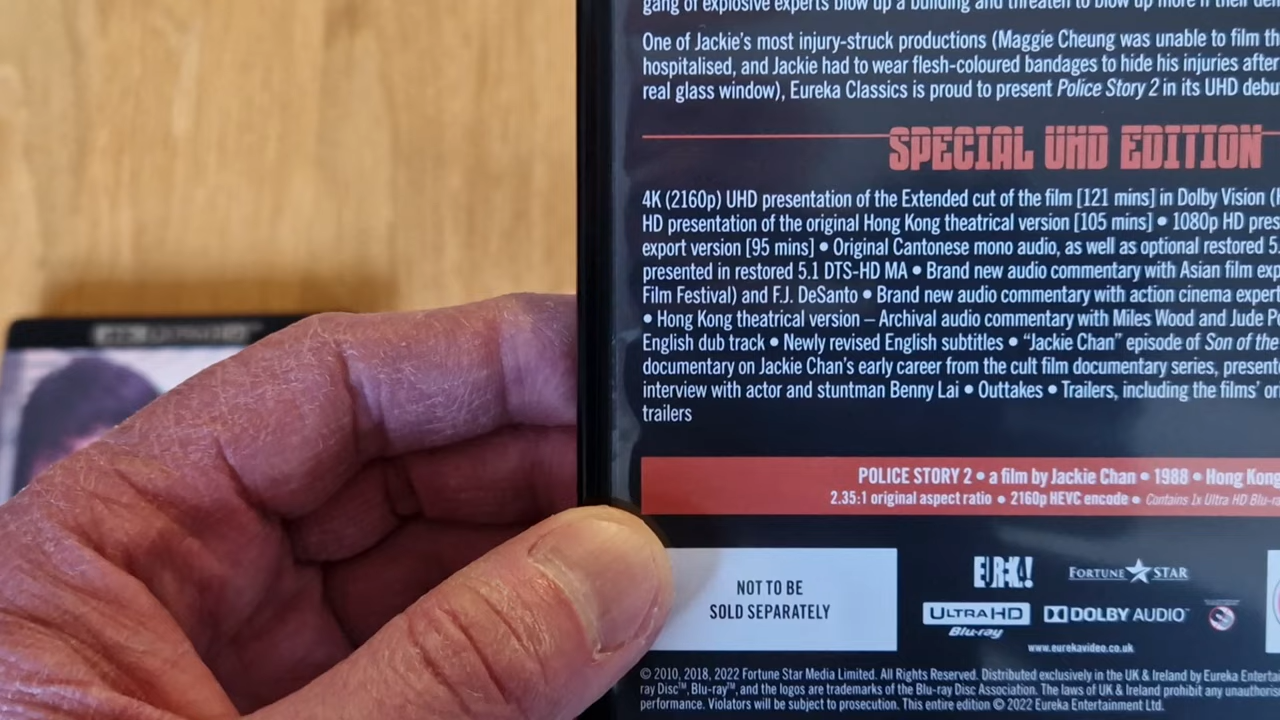 gang of explosive experts blow up a building and threaten to blow up more if their
One of Jackie's most injury-struck productions (Maggie Cheung was unable to film
hospitalised, and Jackie had to wear flesh-coloured bandages to hide his injuries after
real glass window), Eureka Classics is proud to present Police Story 2 in its UHD
SPECIAL UHD EDITION
4K (2160p) UHD presentation of the Extended cut of the film [121 mins] in Dolby Vision
HD presentation of the original Hong Kong theatrical version [105 mins] • 1080p HD
export version [95 mins] • Original Cantonese mono audio, as well as optional restored
presented in restored 5.1 DTS-HD MA • Brand new audio commentary with Asian film
Film Festival) and F.J. DeSanto • Brand new audio commentary with action cinema
• Hong Kong theatrical version – Archival audio commentary with Miles Wood and Jude
English dub track • Newly revised English subtitles • "Jackie Chan" episode of Son of the
documentary on Jackie Chan's early career from the cult film documentary series,
interview with actor and stuntman Benny Lai • Outtakes • Trailers, including the films'
trailers
POLICE STORY 2 • a film by Jackie Chan • 1988 • Hong Kong
2.35:1 original aspect ratio • 2160p HEVC encode • Contains 1x Ultra HD
NOT TO BE
SOLD SEPARATELY
EUREKA!
FORTUNE STAR
ULTRA HD
Blu-ray
DOLBY AUDIO™
www.eurekavideo.co.uk
© 2010, 2018, 2022 Fortune Star Media Limited. All Rights Reserved. Distributed exclusively in the UK & Ireland by Eureka
ray Disc™, Blu-ray™, and the logos are trademarks of the Blu-ray Disc Association. The laws of UK & Ireland prohibit any
performance. Violators will be subject to prosecution. This entire edition © 2022 Eureka Entertainment Ltd.